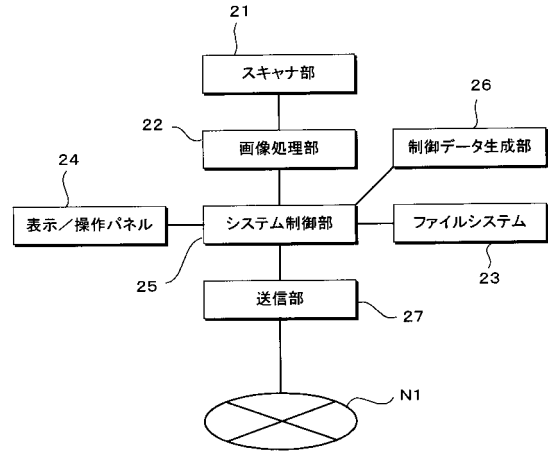 21
スキャナ部
22
画像処理部
26
制御データ生成部
24
表示／操作パネル
システム制御部
25
ファイルシステム
23
送信部
27
N1